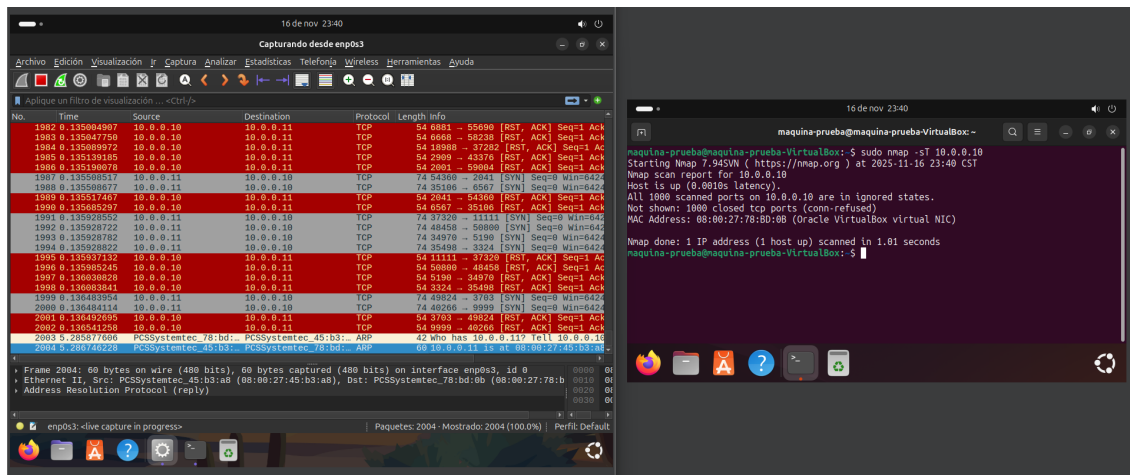 16 de nov 23:40
Capturando desde enp0s3
Archivo Edición Visualización Ir Captura Analizar Estadísticas Telefonía Wireless Herramientas Ayuda
Aplique un filtro de visualización … <Ctrl-/>
No. Time Source Destination Protocol Length Info
1982 0.135004907 10.0.0.10 10.0.0.11 TCP 54 6881 → 55690 [RST, ACK] Seq=1 Ack
1983 0.135047750 10.0.0.10 10.0.0.11 TCP 54 6668 → 58238 [RST, ACK] Seq=1 Ack
1984 0.135089972 10.0.0.10 10.0.0.11 TCP 54 18988 → 37282 [RST, ACK] Seq=1 Ac
1985 0.135139185 10.0.0.10 10.0.0.11 TCP 54 2909 → 43376 [RST, ACK] Seq=1 Ack
1986 0.135190078 10.0.0.10 10.0.0.11 TCP 54 2001 → 59004 [RST, ACK] Seq=1 Ack
1987 0.135508517 10.0.0.11 10.0.0.10 TCP 74 54360 → 2041 [SYN] Seq=0 Win=6424
1988 0.135508677 10.0.0.11 10.0.0.10 TCP 74 35106 → 6567 [SYN] Seq=0 Win=6424
1989 0.135517467 10.0.0.10 10.0.0.11 TCP 54 2041 → 54360 [RST, ACK] Seq=1 Ack
1990 0.135685297 10.0.0.10 10.0.0.11 TCP 54 6567 → 35106 [RST, ACK] Seq=1 Ack
1991 0.135928552 10.0.0.11 10.0.0.10 TCP 74 37320 → 11111 [SYN] Seq=0 Win=642
1992 0.135928722 10.0.0.11 10.0.0.10 TCP 74 48458 → 50800 [SYN] Seq=0 Win=642
1993 0.135928782 10.0.0.11 10.0.0.10 TCP 74 34970 → 5190 [SYN] Seq=0 Win=6424
1994 0.135928822 10.0.0.11 10.0.0.10 TCP 74 35498 → 3324 [SYN] Seq=0 Win=6424
1995 0.135937132 10.0.0.10 10.0.0.11 TCP 54 11111 → 37320 [RST, ACK] Seq=1 Ac
1996 0.135985245 10.0.0.10 10.0.0.11 TCP 54 50800 → 48458 [RST, ACK] Seq=1 Ac
1997 0.136030828 10.0.0.10 10.0.0.11 TCP 54 5190 → 34970 [RST, ACK] Seq=1 Ack
1998 0.136083841 10.0.0.10 10.0.0.11 TCP 54 3324 → 35498 [RST, ACK] Seq=1 Ack
1999 0.136483954 10.0.0.11 10.0.0.10 TCP 74 49824 → 3703 [SYN] Seq=0 Win=6424
2000 0.136484114 10.0.0.11 10.0.0.10 TCP 74 40266 → 9999 [SYN] Seq=0 Win=6424
2001 0.136492695 10.0.0.10 10.0.0.11 TCP 54 3703 → 49824 [RST, ACK] Seq=1 Ack
2002 0.136541258 10.0.0.10 10.0.0.11 TCP 54 9999 → 40266 [RST, ACK] Seq=1 Ack
2003 5.285877606 PCSSystemtec_78:bd:… PCSSystemtec_45:b3:… ARP 42 Who has 10.0.0.11? Tell 10.0.0.10
2004 5.286746228 PCSSystemtec_45:b3:… PCSSystemtec_78:bd:… ARP 60 10.0.0.11 is at 08:00:27:45:b3:a8
Frame 2004: 60 bytes on wire (480 bits), 60 bytes captured (480 bits) on interface enp0s3, id 0
Ethernet II, Src: PCSSystemtec_45:b3:a8 (08:00:27:45:b3:a8), Dst: PCSSystemtec_78:bd:0b (08:00:27:78:b
Address Resolution Protocol (reply)
0000 08
0010 08
0020 08
0030 00
enp0s3: <live capture in progress>
Paquetes: 2004 · Mostrado: 2004 (100.0%)
Perfil: Default
16 de nov 23:40
maquina-prueba@maquina-prueba-VirtualBox: ~
maquina-prueba@maquina-prueba-VirtualBox:~$ sudo nmap -sT 10.0.0.10
Starting Nmap 7.94SVN ( https://nmap.org ) at 2025-11-16 23:40 CST
Nmap scan report for 10.0.0.10
Host is up (0.0010s latency).
All 1000 scanned ports on 10.0.0.10 are in ignored states.
Not shown: 1000 closed tcp ports (conn-refused)
MAC Address: 08:00:27:78:BD:0B (Oracle VirtualBox virtual NIC)
Nmap done: 1 IP address (1 host up) scanned in 1.01 seconds
maquina-prueba@maquina-prueba-VirtualBox:~$